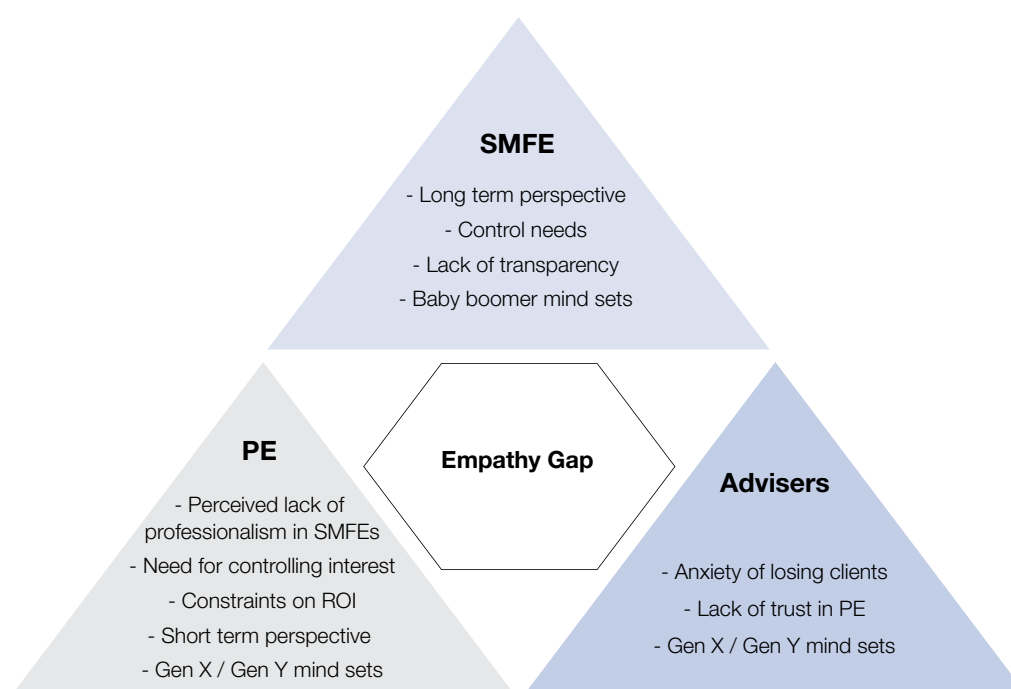 SMFE
- Long term perspective
- Control needs
- Lack of transparency
- Baby boomer mind sets
PE
- Perceived lack of
professionalism in SMFEs
- Need for controlling interest
- Constraints on ROI
- Short term perspective
- Gen X / Gen Y mind sets
Empathy Gap
Advisers
- Anxiety of losing clients
- Lack of trust in PE
- Gen X / Gen Y mind sets